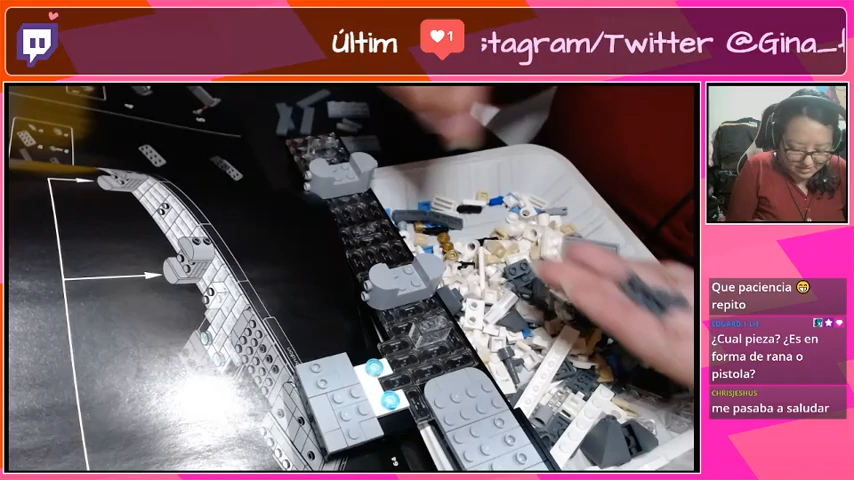 Últim
1
stagram/Twitter @Gina_
Que paciencia
repito
¿Cual pieza? ¿Es en
forma de rana o
pistola?
CHRISJESHUS
me pasaba a saludar